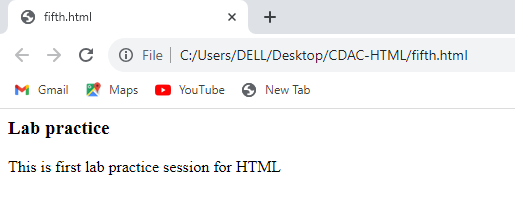 fifth.html
File | C:/Users/DELL/Desktop/CDAC-HTML/fifth.html
Gmail Maps YouTube New Tab
Lab practice
This is first lab practice session for HTML